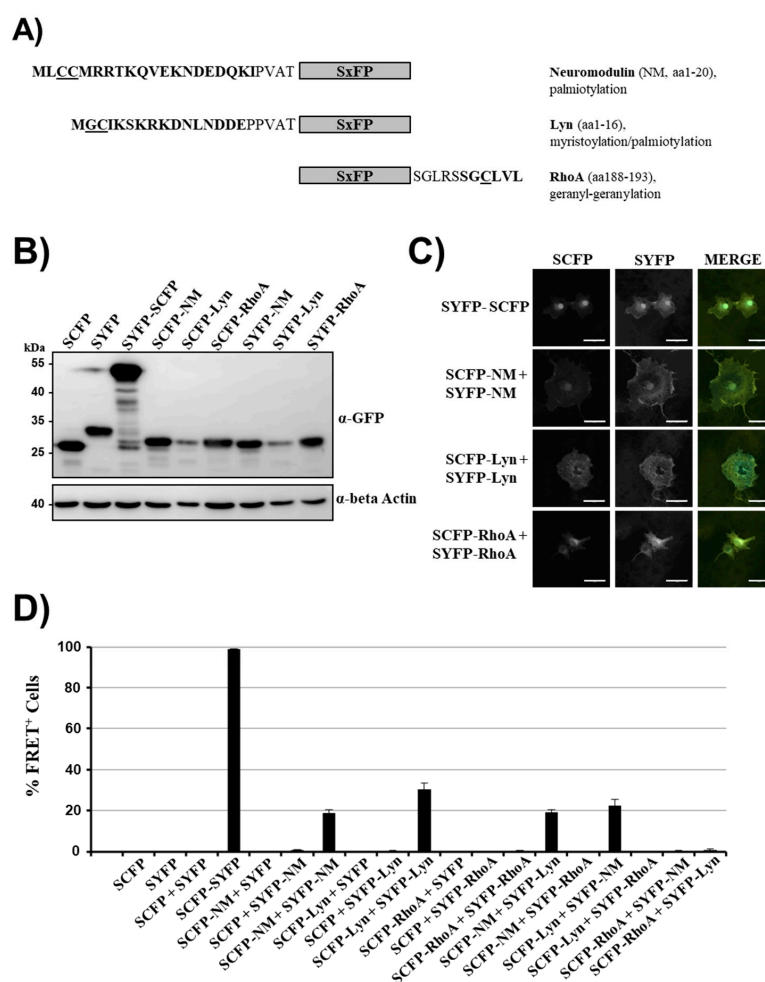 A)
MLCCMRRTKQVEKNDEDQKIPVAT SxFP Neuromodulin (NM, aa1-20),
palmiotylation
MGCIKSKRKDNLNDDEPPVAT SxFP Lyn (aa1-16),
myristoylation/palmiotylation
SxFP SGLRSSSGCLVL RhoA (aa188-193),
geranyl-geranylation
B)
SCFP
SYFP
SYFP-SCFP
SCFP-NM
SCFP-Lyn
SCFP-RhoA
SYFP-NM
SYFP-Lyn
SYFP-RhoA
kDa
55
40
35
25
α-GFP
40
α-beta Actin
C)
SCFP SYFP MERGE
SYFP-SCFP
SCFP-NM +
SYFP-NM
SCFP-Lyn +
SYFP-Lyn
SCFP-RhoA +
SYFP-RhoA
D)
% FRET+ Cells
100
80
60
40
20
0
SCFP
SYFP
SCFP + SYFP
SCFP-SYFP
SCFP-NM + SYFP
SCFP + SYFP-NM
SCFP-NM + SYFP-NM
SCFP-Lyn + SYFP
SCFP + SYFP-Lyn
SCFP-Lyn + SYFP-Lyn
SCFP-RhoA + SYFP
SCFP + SYFP-RhoA
SCFP-RhoA + SYFP-RhoA
SCFP-NM + SYFP-Lyn
SCFP-NM + SYFP-RhoA
SCFP-Lyn + SYFP-NM
SCFP-Lyn + SYFP-RhoA
SCFP-RhoA + SYFP-NM
SCFP-RhoA + SYFP-Lyn